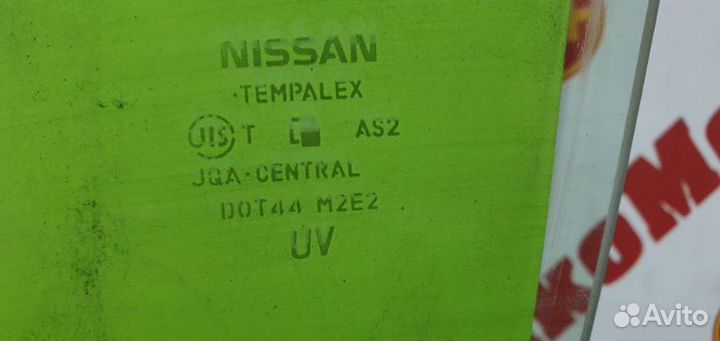 NISSAN
·TEMPALEX
JIS T AS2
JQA-CENTRAL
DOT44 M2E2
UV
Avito